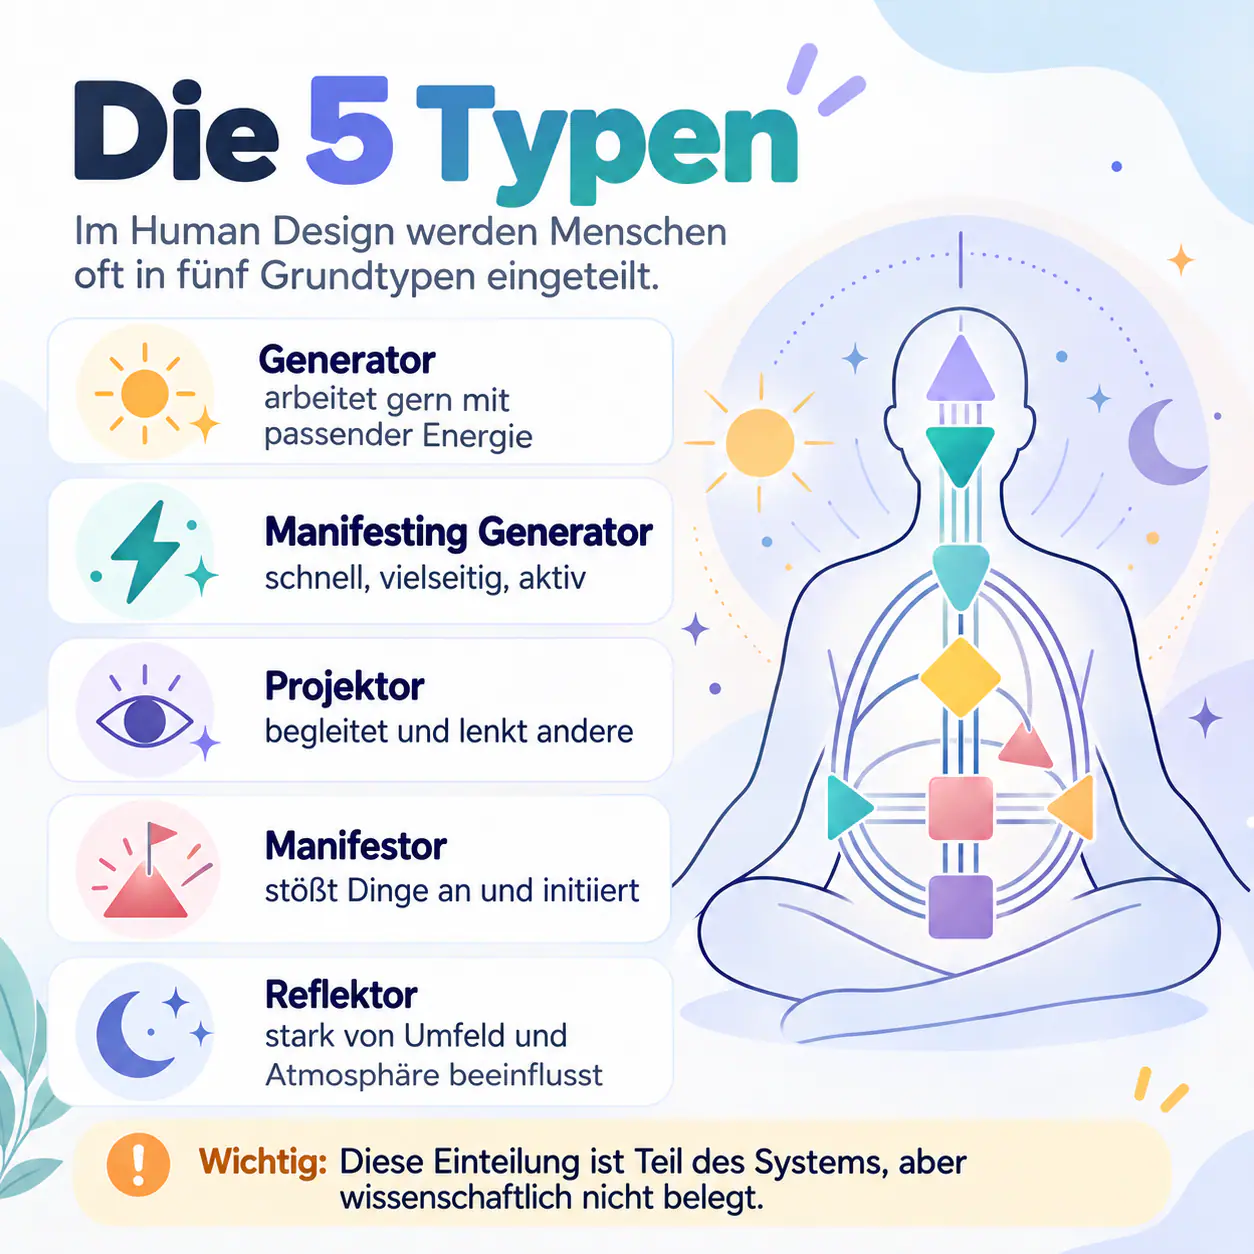 Die 5 Typen
Im Human Design werden Menschen
oft in fünf Grundtypen eingeteilt.
Generator
arbeitet gern mit
passender Energie
Manifesting Generator
schnell, vielseitig, aktiv
Projektor
begleitet und lenkt andere
Manifestor
stößt Dinge an und initiiert
Reflektor
stark von Umfeld und
Atmosphäre beeinflusst
Wichtig: Diese Einteilung ist Teil des Systems, aber
wissenschaftlich nicht belegt.